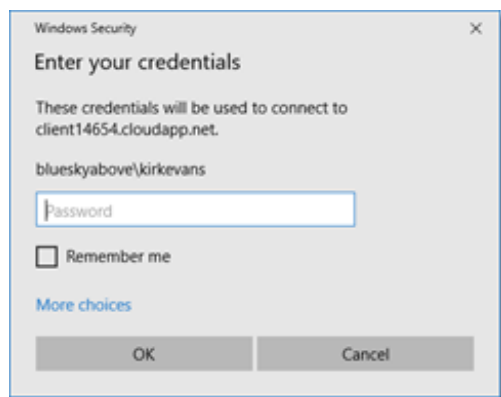 Windows Security
Enter your credentials
These credentials will be used to connect to
client14654.cloudapp.net.
blueskyabove\kirkevans
Password
Remember me
More choices
OK
Cancel